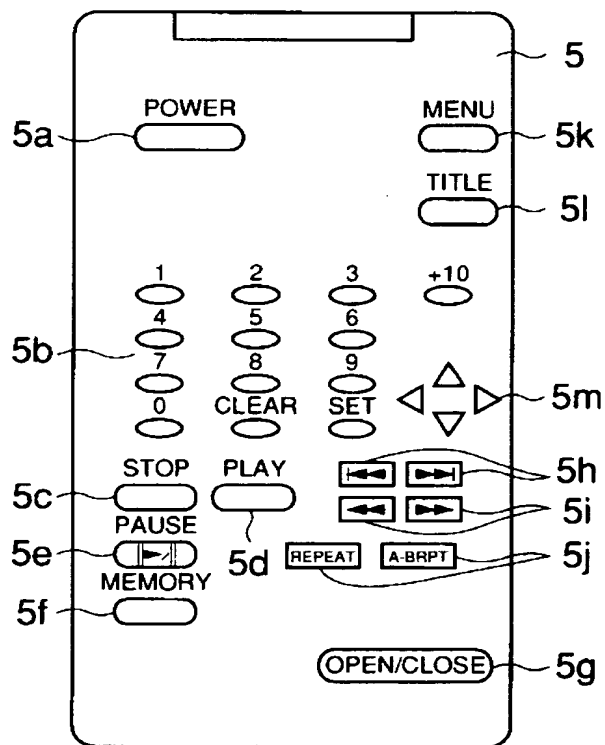 5
POWER MENU
5a 5k
TITLE
5l
1 2 3 +10
4 5 6
5b
7 8 9
5m
0 CLEAR SET
STOP PLAY
5h
5c
5i
PAUSE
5e 5d REPEAT A-BRPT 5j
MEMORY
5f
OPEN/CLOSE 5g